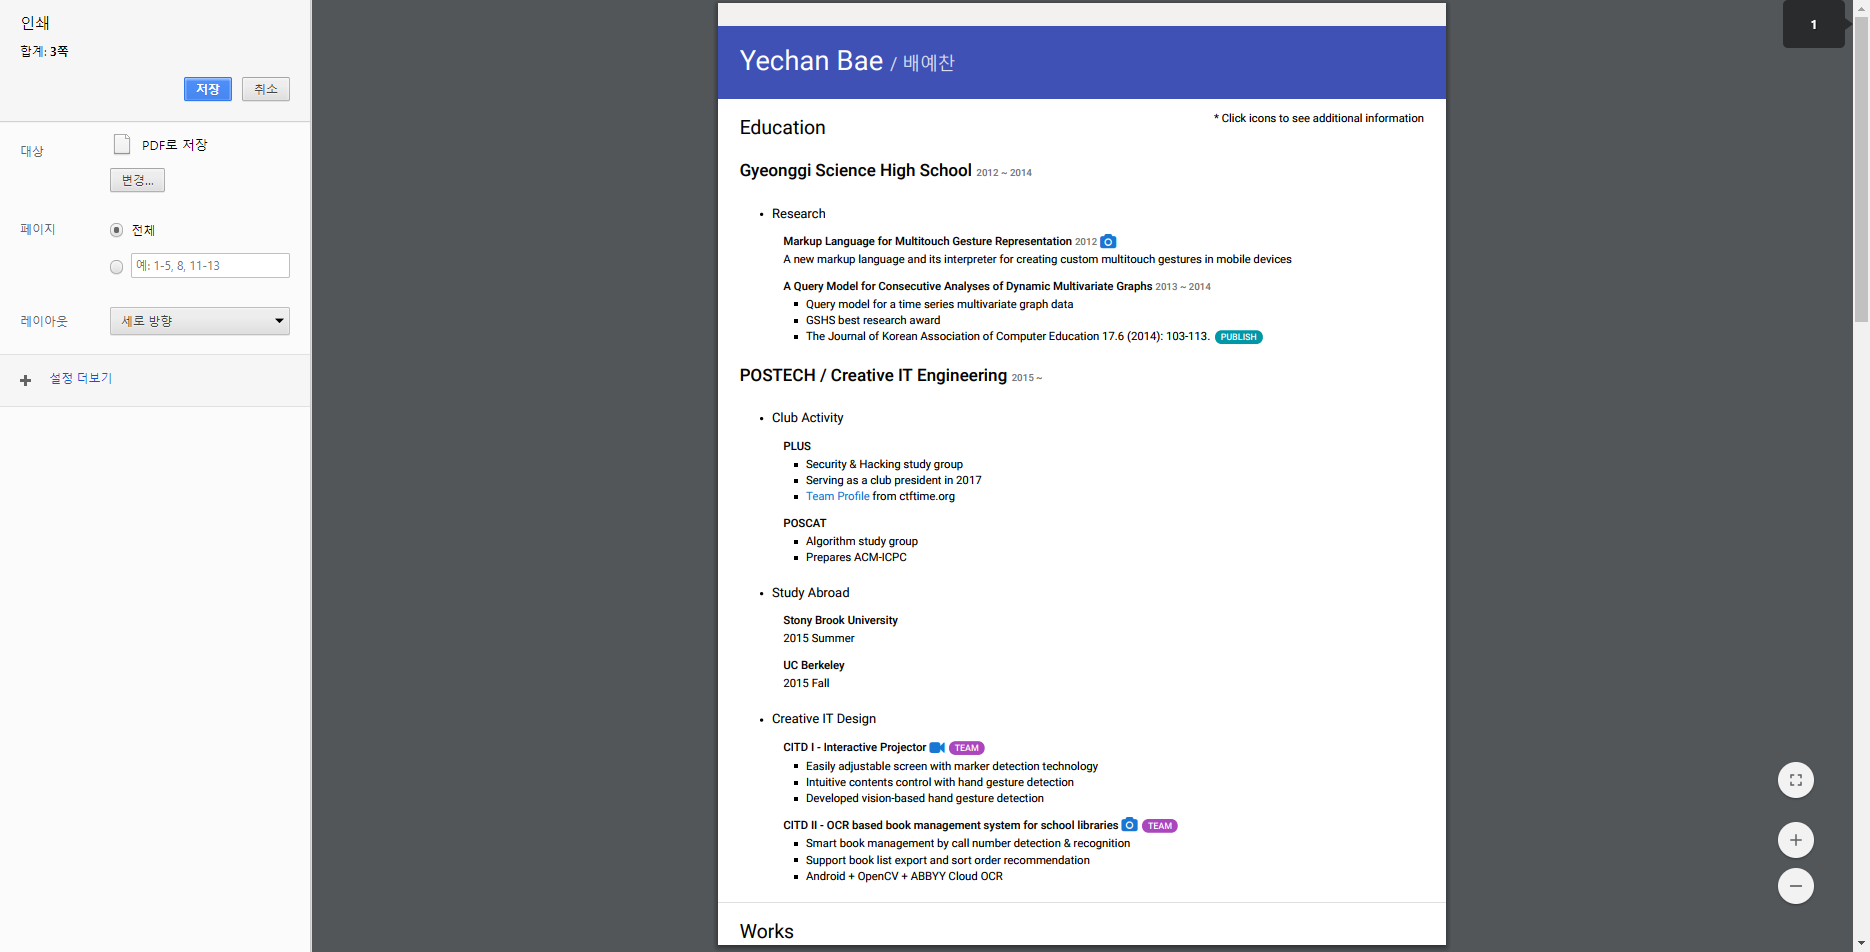 인쇄
합계: 3쪽
저장 취소
대상 PDF로 저장
변경...
페이지 전체
예: 1-5, 8, 11-13
레이아웃 세로 방향
설정 더보기
1
Yechan Bae / 배예찬
* Click icons to see additional information
Education
Gyeonggi Science High School 2012 ~ 2014
• Research
Markup Language for Multitouch Gesture Representation 2012
A new markup language and its interpreter for creating custom multitouch gestures in mobile devices
A Query Model for Consecutive Analyses of Dynamic Multivariate Graphs 2013 ~ 2014
▪ Query model for a time series multivariate graph data
▪ GSHS best research award
▪ The Journal of Korean Association of Computer Education 17.6 (2014): 103-113. PUBLISH
POSTECH / Creative IT Engineering 2015 ~
• Club Activity
PLUS
▪ Security & Hacking study group
▪ Serving as a club president in 2017
▪ Team Profile from ctftime.org
POSCAT
▪ Algorithm study group
▪ Prepares ACM-ICPC
• Study Abroad
Stony Brook University
2015 Summer
UC Berkeley
2015 Fall
• Creative IT Design
CITD I - Interactive Projector TEAM
▪ Easily adjustable screen with marker detection technology
▪ Intuitive contents control with hand gesture detection
▪ Developed vision-based hand gesture detection
CITD II - OCR based book management system for school libraries TEAM
▪ Smart book management by call number detection & recognition
▪ Support book list export and sort order recommendation
▪ Android + OpenCV + ABBYY Cloud OCR
Works